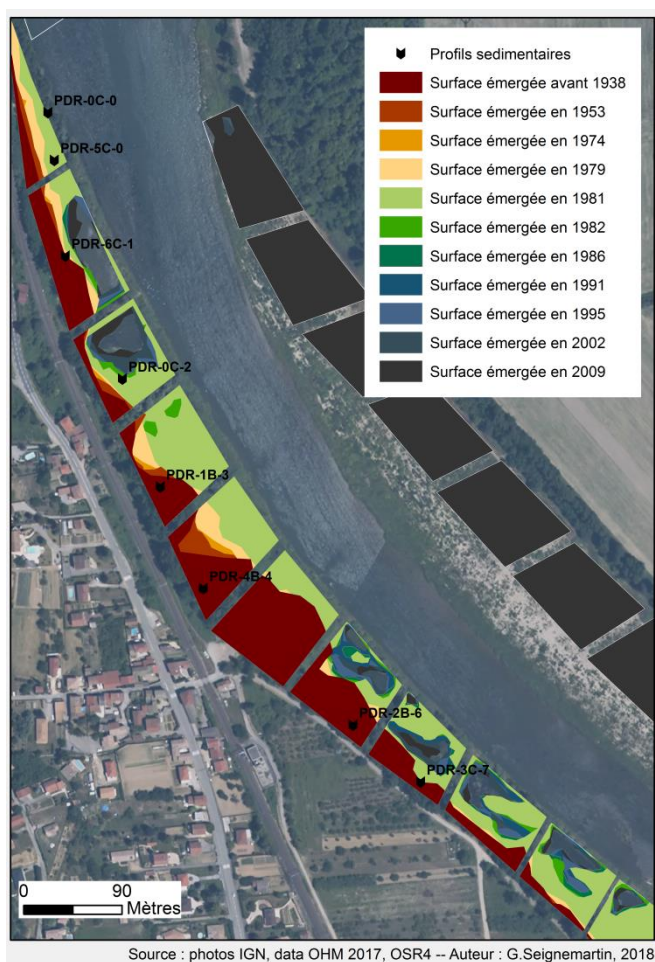 Profils sedimentaires
Surface émergée avant 1938
Surface émergée en 1953
Surface émergée en 1974
Surface émergée en 1979
Surface émergée en 1981
Surface émergée en 1982
Surface émergée en 1986
Surface émergée en 1991
Surface émergée en 1995
Surface émergée en 2002
Surface émergée en 2009
PDR-0C-0
PDR-5C-0
PDR-6C-1
PDR-0C-2
PDR-1B-3
PDR-4B-4
PDR-2B-6
PDR-3C-7
0 90
Mètres
Source : photos IGN, data OHM 2017, OSR4 -- Auteur : G.Seignemartin, 2018